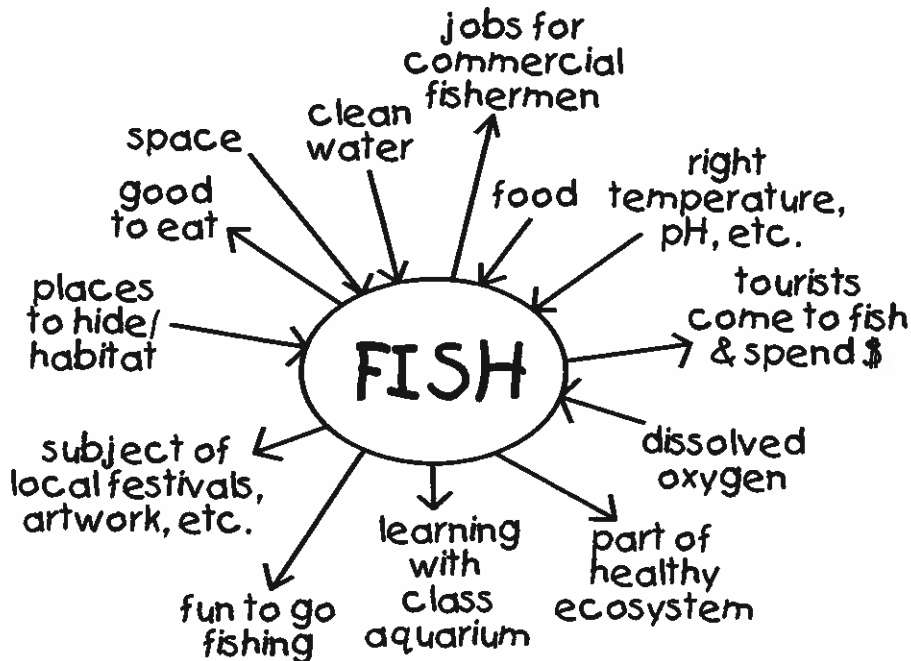 jobs for
commercial
fishermen
clean
water
space
good
to eat
food
right
temperature,
pH, etc.
places
to hide/
habitat
tourists
come to fish
& spend $
FISH
subject of
local festivals,
artwork, etc.
dissolved
oxygen
fun to go
fishing
learning
with
class
aquarium
part of
healthy
ecosystem